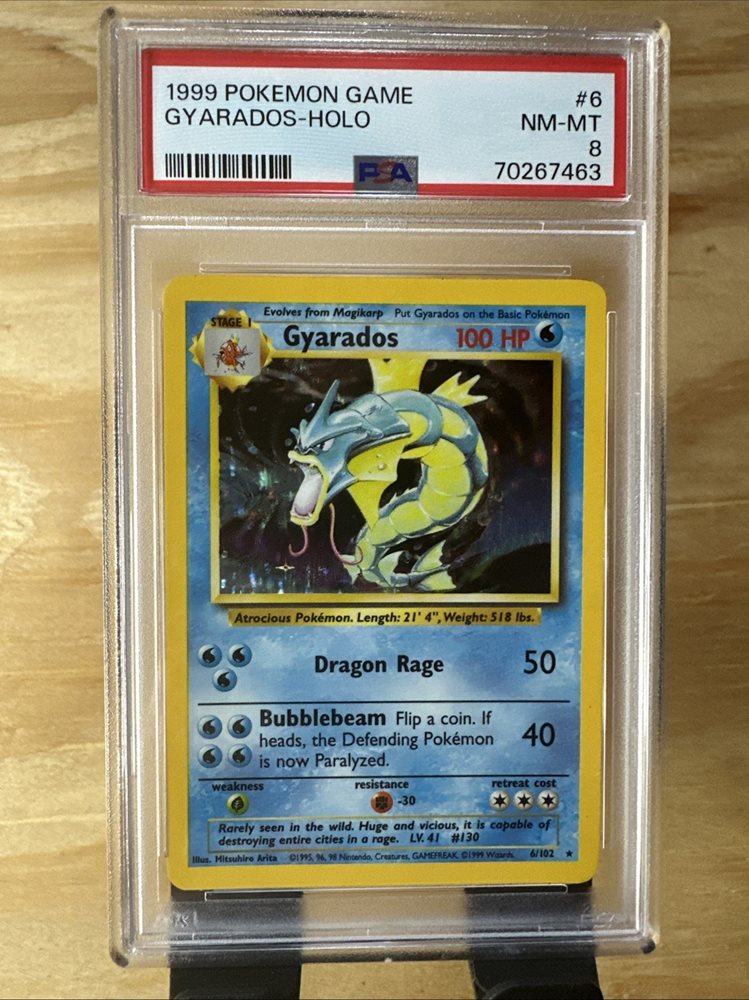 1999 POKEMON GAME #6
GYARADOS-HOLO NM-MT
8
PSA 70267463
Evolves from Magikarp Put Gyarados on the Basic Pokémon
STAGE 1
Gyarados 100 HP
Atrocious Pokémon. Length: 21' 4", Weight: 518 lbs.
Dragon Rage 50
Bubblebeam Flip a coin. If
heads, the Defending Pokémon 40
is now Paralyzed.
weakness resistance retreat cost
-30
Rarely seen in the wild. Huge and vicious, it is capable of
destroying entire cities in a rage. LV. 41 #130
Illus. Mitsuhiro Arita ©1995, 96, 98 Nintendo, Creatures, GAMEFREAK. ©1999 Wizards. 6/102 ★